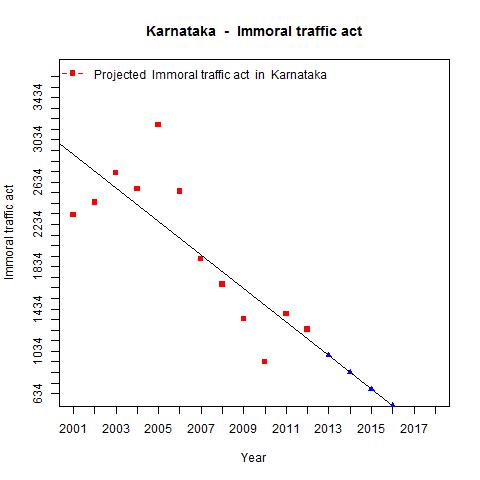 Karnataka - Immoral traffic act
Projected Immoral traffic act in Karnataka
Immoral traffic act
3434
3034
2634
2234
1834
1434
1034
634
2001 2003 2005 2007 2009 2011 2013 2015 2017
Year